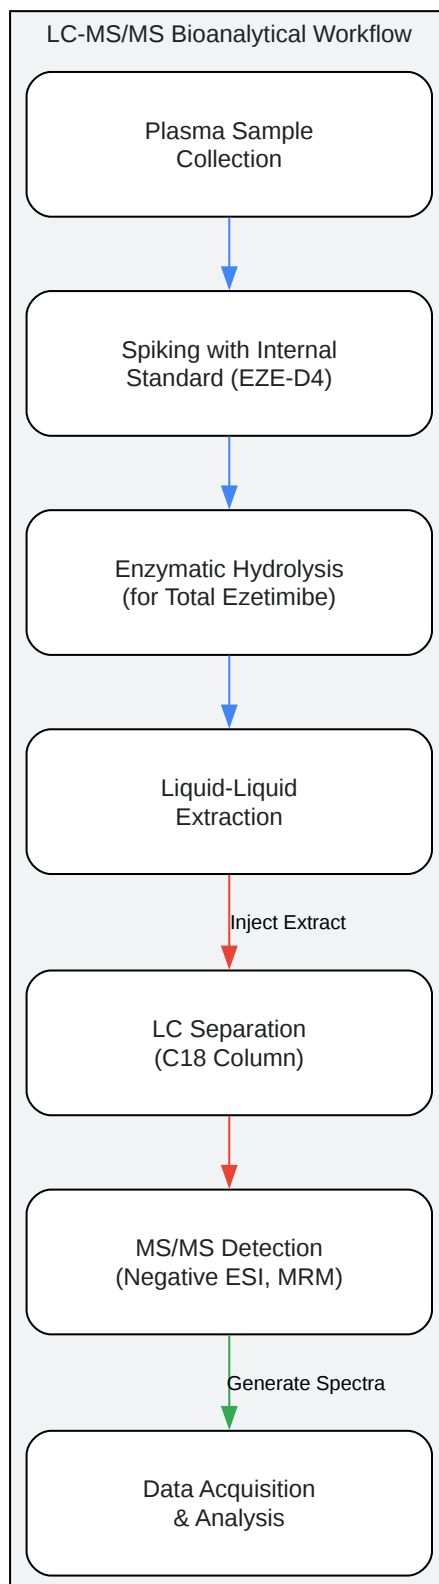 LC-MS/MS Bioanalytical Workflow
Plasma Sample
Collection
Spiking with Internal
Standard (EZE-D4)
Enzymatic Hydrolysis
(for Total Ezetimibe)
Liquid-Liquid
Extraction
Inject Extract
LC Separation
(C18 Column)
MS/MS Detection
(Negative ESI, MRM)
Generate Spectra
Data Acquisition
& Analysis